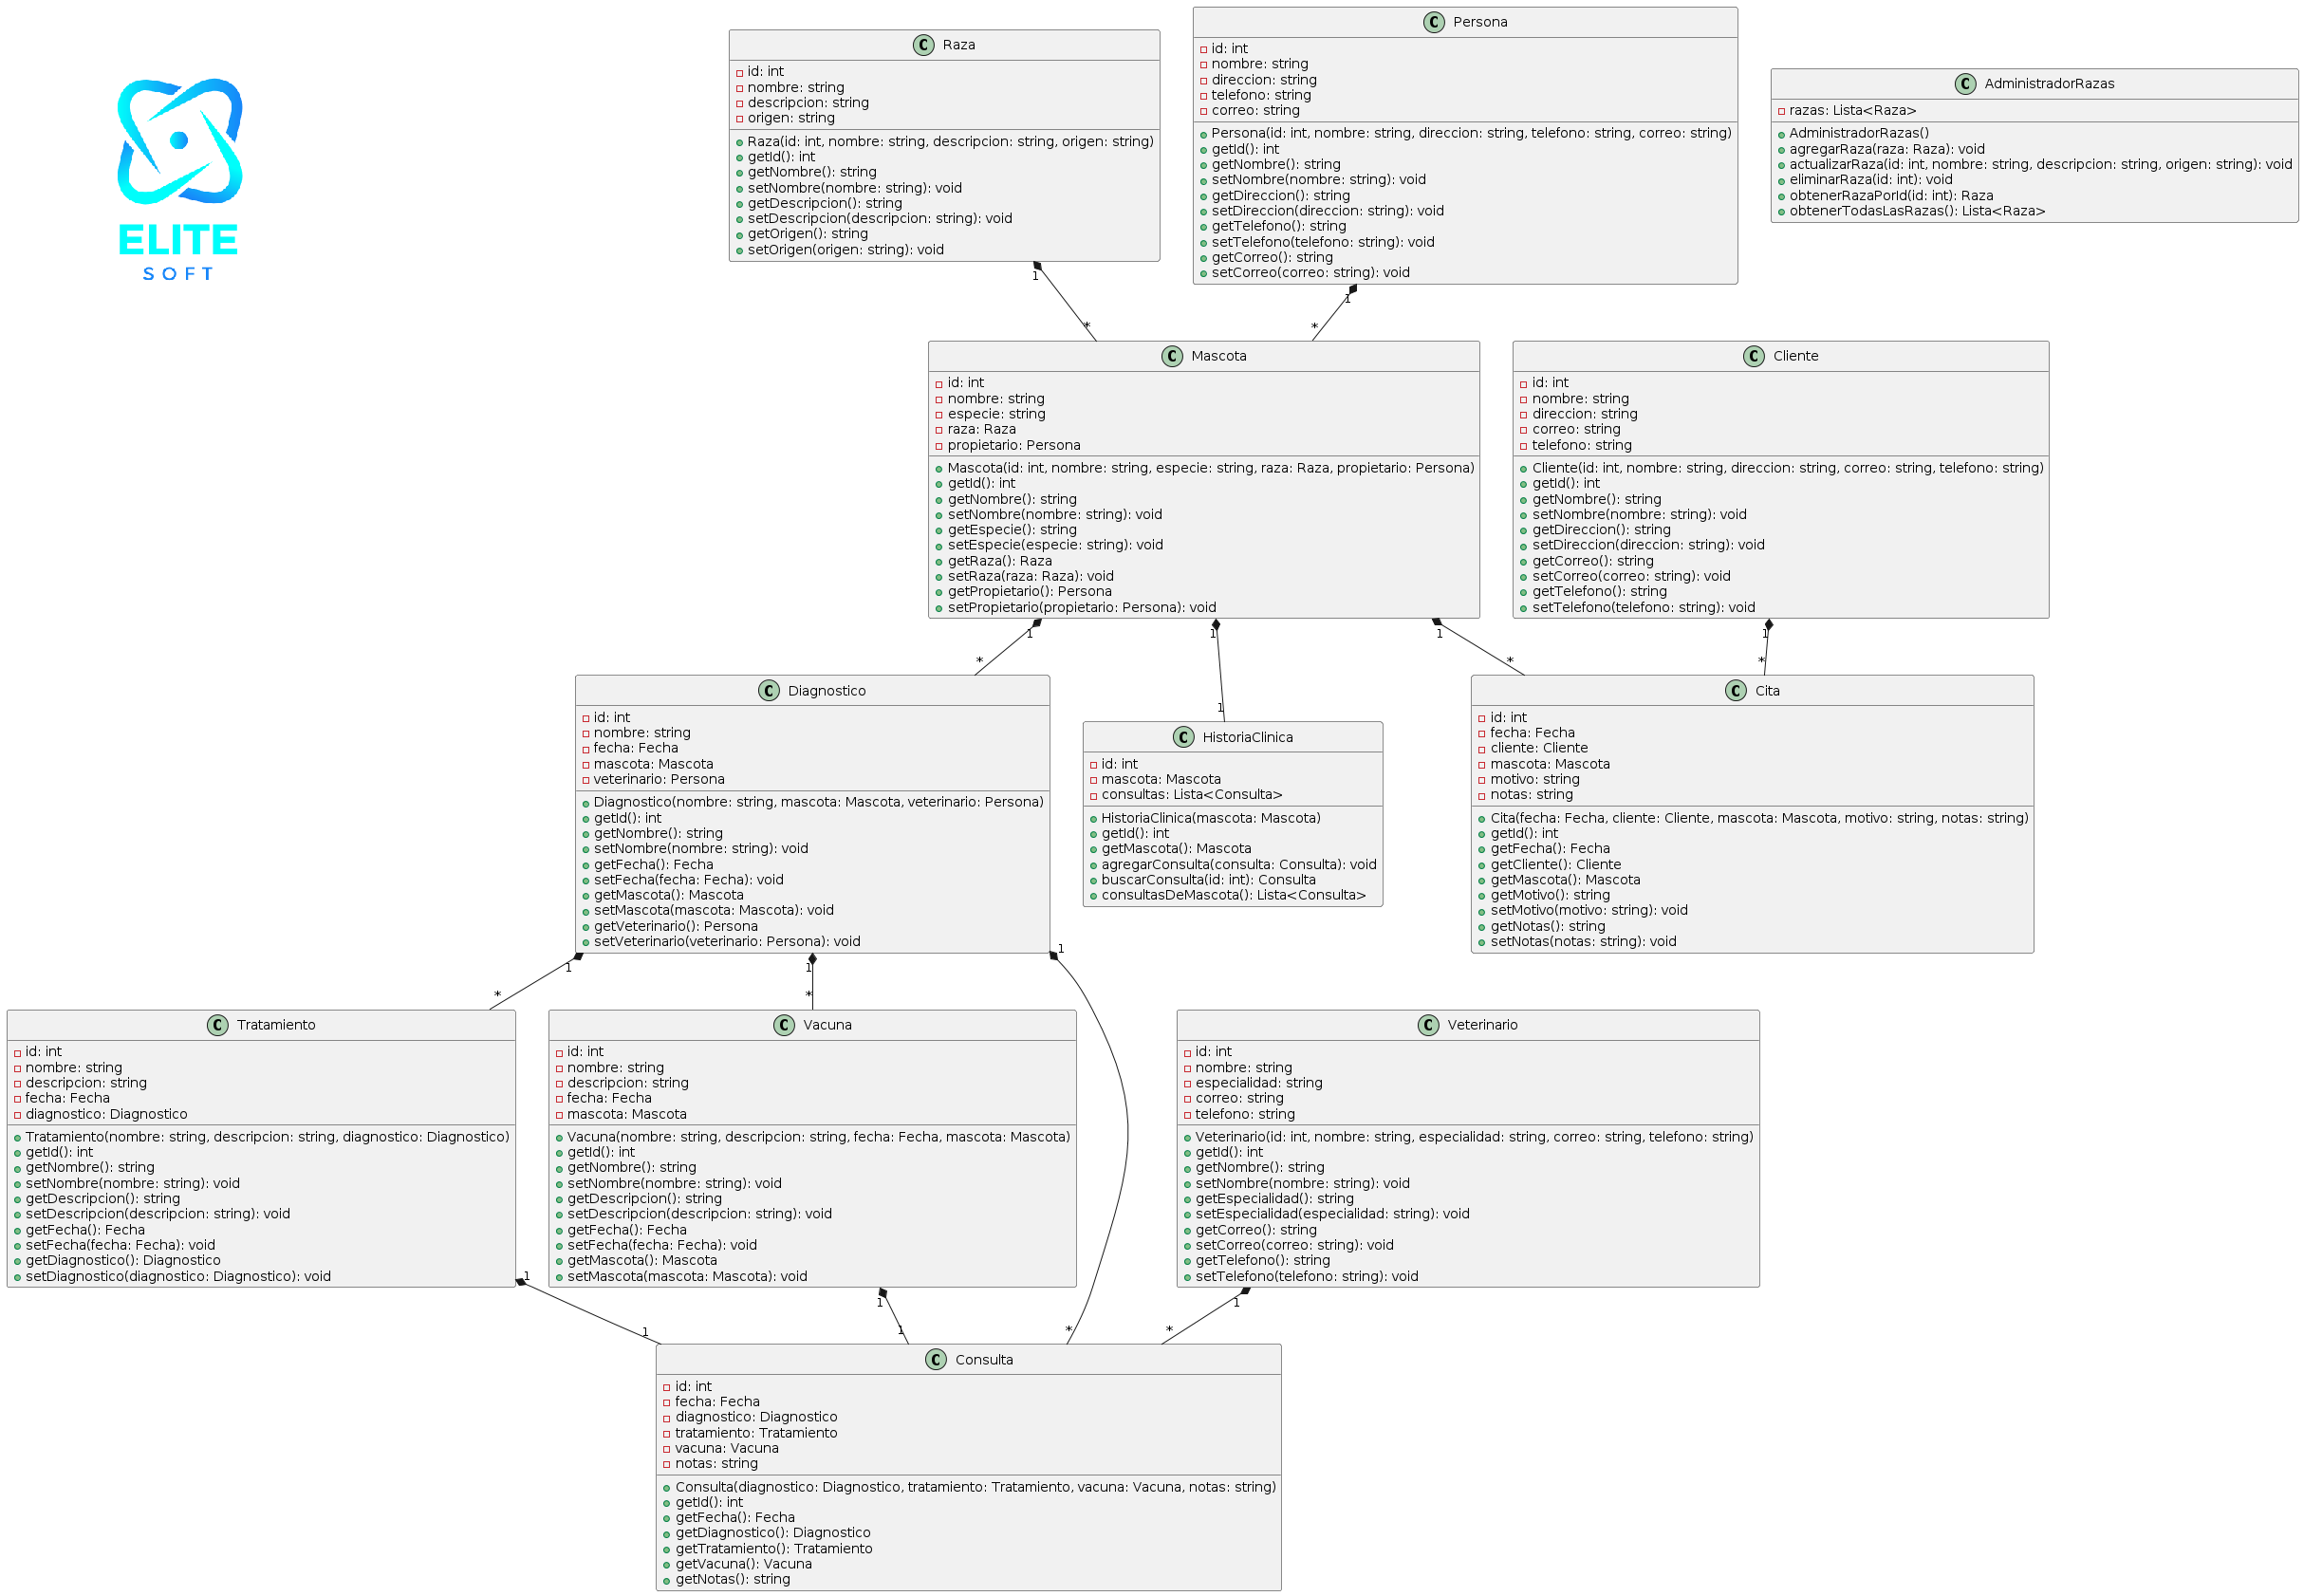 ELITE
SOFT
C Raza
id: int
nombre: string
descripcion: string
origen: string
Raza(id: int, nombre: string, descripcion: string, origen: string)
getId(): int
getNombre(): string
setNombre(nombre: string): void
getDescripcion(): string
setDescripcion(descripcion: string): void
getOrigen(): string
setOrigen(origen: string): void
1
*
C Persona
id: int
nombre: string
direccion: string
telefono: string
correo: string
Persona(id: int, nombre: string, direccion: string, telefono: string, correo: string)
getId(): int
getNombre(): string
setNombre(nombre: string): void
getDireccion(): string
setDireccion(direccion: string): void
getTelefono(): string
setTelefono(telefono: string): void
getCorreo(): string
setCorreo(correo: string): void
1
*
C AdministradorRazas
razas: Lista<Raza>
AdministradorRazas()
agregarRaza(raza: Raza): void
actualizarRaza(id: int, nombre: string, descripcion: string, origen: string): void
eliminarRaza(id: int): void
obtenerRazaPorId(id: int): Raza
obtenerTodasLasRazas(): Lista<Raza>
C Mascota
id: int
nombre: string
especie: string
raza: Raza
propietario: Persona
Mascota(id: int, nombre: string, especie: string, raza: Raza, propietario: Persona)
getId(): int
getNombre(): string
setNombre(nombre: string): void
getEspecie(): string
setEspecie(especie: string): void
getRaza(): Raza
setRaza(raza: Raza): void
getPropietario(): Persona
setPropietario(propietario: Persona): void
1
*
1
1
1
*
C Cliente
id: int
nombre: string
direccion: string
correo: string
telefono: string
Cliente(id: int, nombre: string, direccion: string, correo: string, telefono: string)
getId(): int
getNombre(): string
setNombre(nombre: string): void
getDireccion(): string
setDireccion(direccion: string): void
getCorreo(): string
setCorreo(correo: string): void
getTelefono(): string
setTelefono(telefono: string): void
1
*
C Diagnostico
id: int
nombre: string
fecha: Fecha
mascota: Mascota
veterinario: Persona
Diagnostico(nombre: string, mascota: Mascota, veterinario: Persona)
getId(): int
getNombre(): string
setNombre(nombre: string): void
getFecha(): Fecha
setFecha(fecha: Fecha): void
getMascota(): Mascota
setMascota(mascota: Mascota): void
getVeterinario(): Persona
setVeterinario(veterinario: Persona): void
1
*
1
*
1
*
C HistoriaClinica
id: int
mascota: Mascota
consultas: Lista<Consulta>
HistoriaClinica(mascota: Mascota)
getId(): int
getMascota(): Mascota
agregarConsulta(consulta: Consulta): void
buscarConsulta(id: int): Consulta
consultasDeMascota(): Lista<Consulta>
C Cita
id: int
fecha: Fecha
cliente: Cliente
mascota: Mascota
motivo: string
notas: string
Cita(fecha: Fecha, cliente: Cliente, mascota: Mascota, motivo: string, notas: string)
getId(): int
getFecha(): Fecha
getCliente(): Cliente
getMascota(): Mascota
getMotivo(): string
setMotivo(motivo: string): void
getNotas(): string
setNotas(notas: string): void
C Tratamiento
id: int
nombre: string
descripcion: string
fecha: Fecha
diagnostico: Diagnostico
Tratamiento(nombre: string, descripcion: string, diagnostico: Diagnostico)
getId(): int
getNombre(): string
setNombre(nombre: string): void
getDescripcion(): string
setDescripcion(descripcion: string): void
getFecha(): Fecha
setFecha(fecha: Fecha): void
getDiagnostico(): Diagnostico
setDiagnostico(diagnostico: Diagnostico): void
1
1
C Vacuna
id: int
nombre: string
descripcion: string
fecha: Fecha
mascota: Mascota
Vacuna(nombre: string, descripcion: string, fecha: Fecha, mascota: Mascota)
getId(): int
getNombre(): string
setNombre(nombre: string): void
getDescripcion(): string
setDescripcion(descripcion: string): void
getFecha(): Fecha
setFecha(fecha: Fecha): void
getMascota(): Mascota
setMascota(mascota: Mascota): void
1
1
C Veterinario
id: int
nombre: string
especialidad: string
correo: string
telefono: string
Veterinario(id: int, nombre: string, especialidad: string, correo: string, telefono: string)
getId(): int
getNombre(): string
setNombre(nombre: string): void
getEspecialidad(): string
setEspecialidad(especialidad: string): void
getCorreo(): string
setCorreo(correo: string): void
getTelefono(): string
setTelefono(telefono: string): void
1
*
C Consulta
id: int
fecha: Fecha
diagnostico: Diagnostico
tratamiento: Tratamiento
vacuna: Vacuna
notas: string
Consulta(diagnostico: Diagnostico, tratamiento: Tratamiento, vacuna: Vacuna, notas: string)
getId(): int
getFecha(): Fecha
getDiagnostico(): Diagnostico
getTratamiento(): Tratamiento
getVacuna(): Vacuna
getNotas(): string